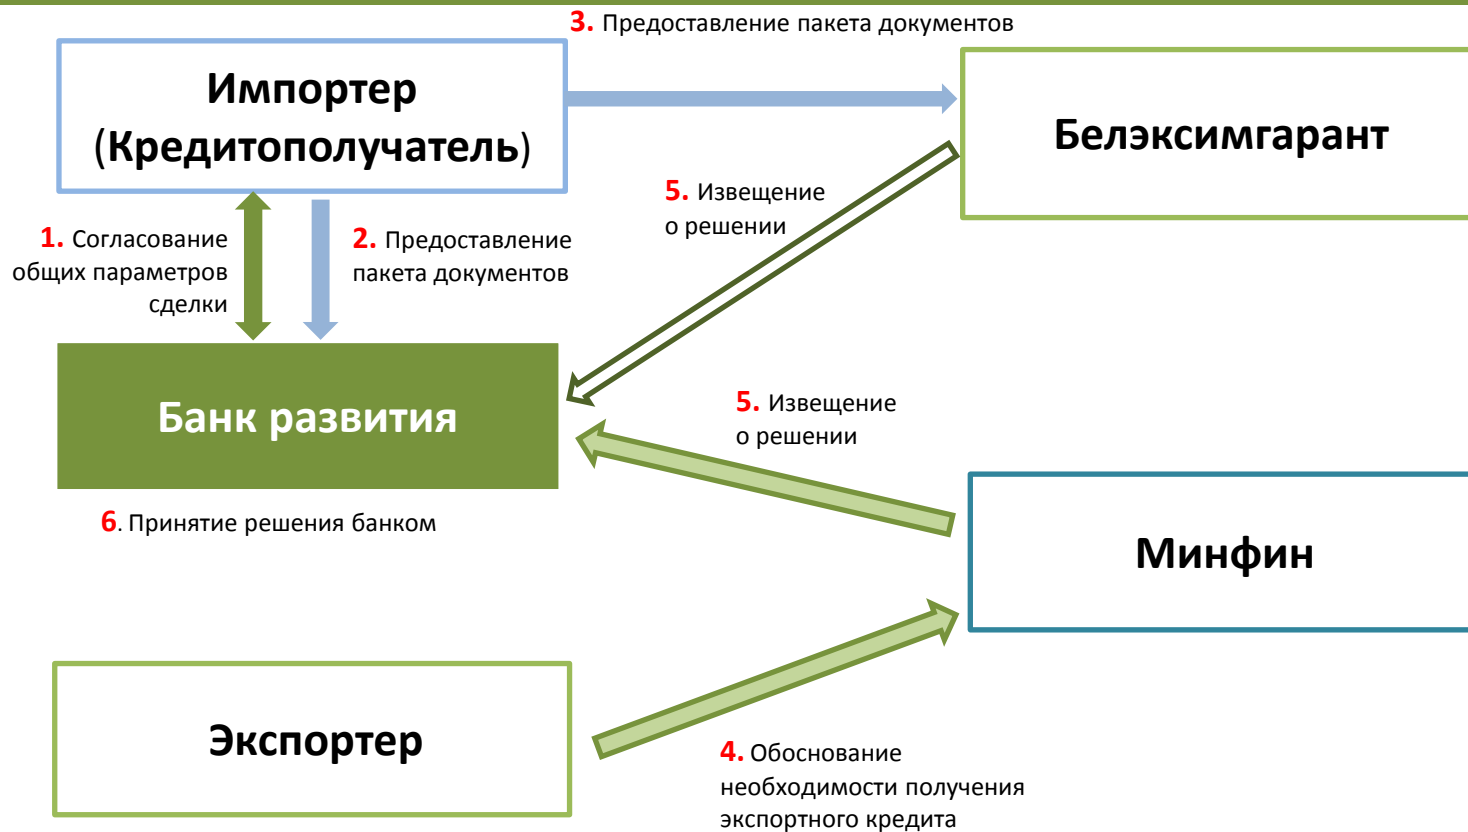 3. Предоставление пакета документов
Импортер
(Кредитополучатель)
Белэксимгарант
5. Извещение
о решении
1. Согласование
общих параметров
сделки
2. Предоставление
пакета документов
Банк развития
5. Извещение
о решении
6. Принятие решения банком
Минфин
Экспортер
4. Обоснование
необходимости получения
экспортного кредита